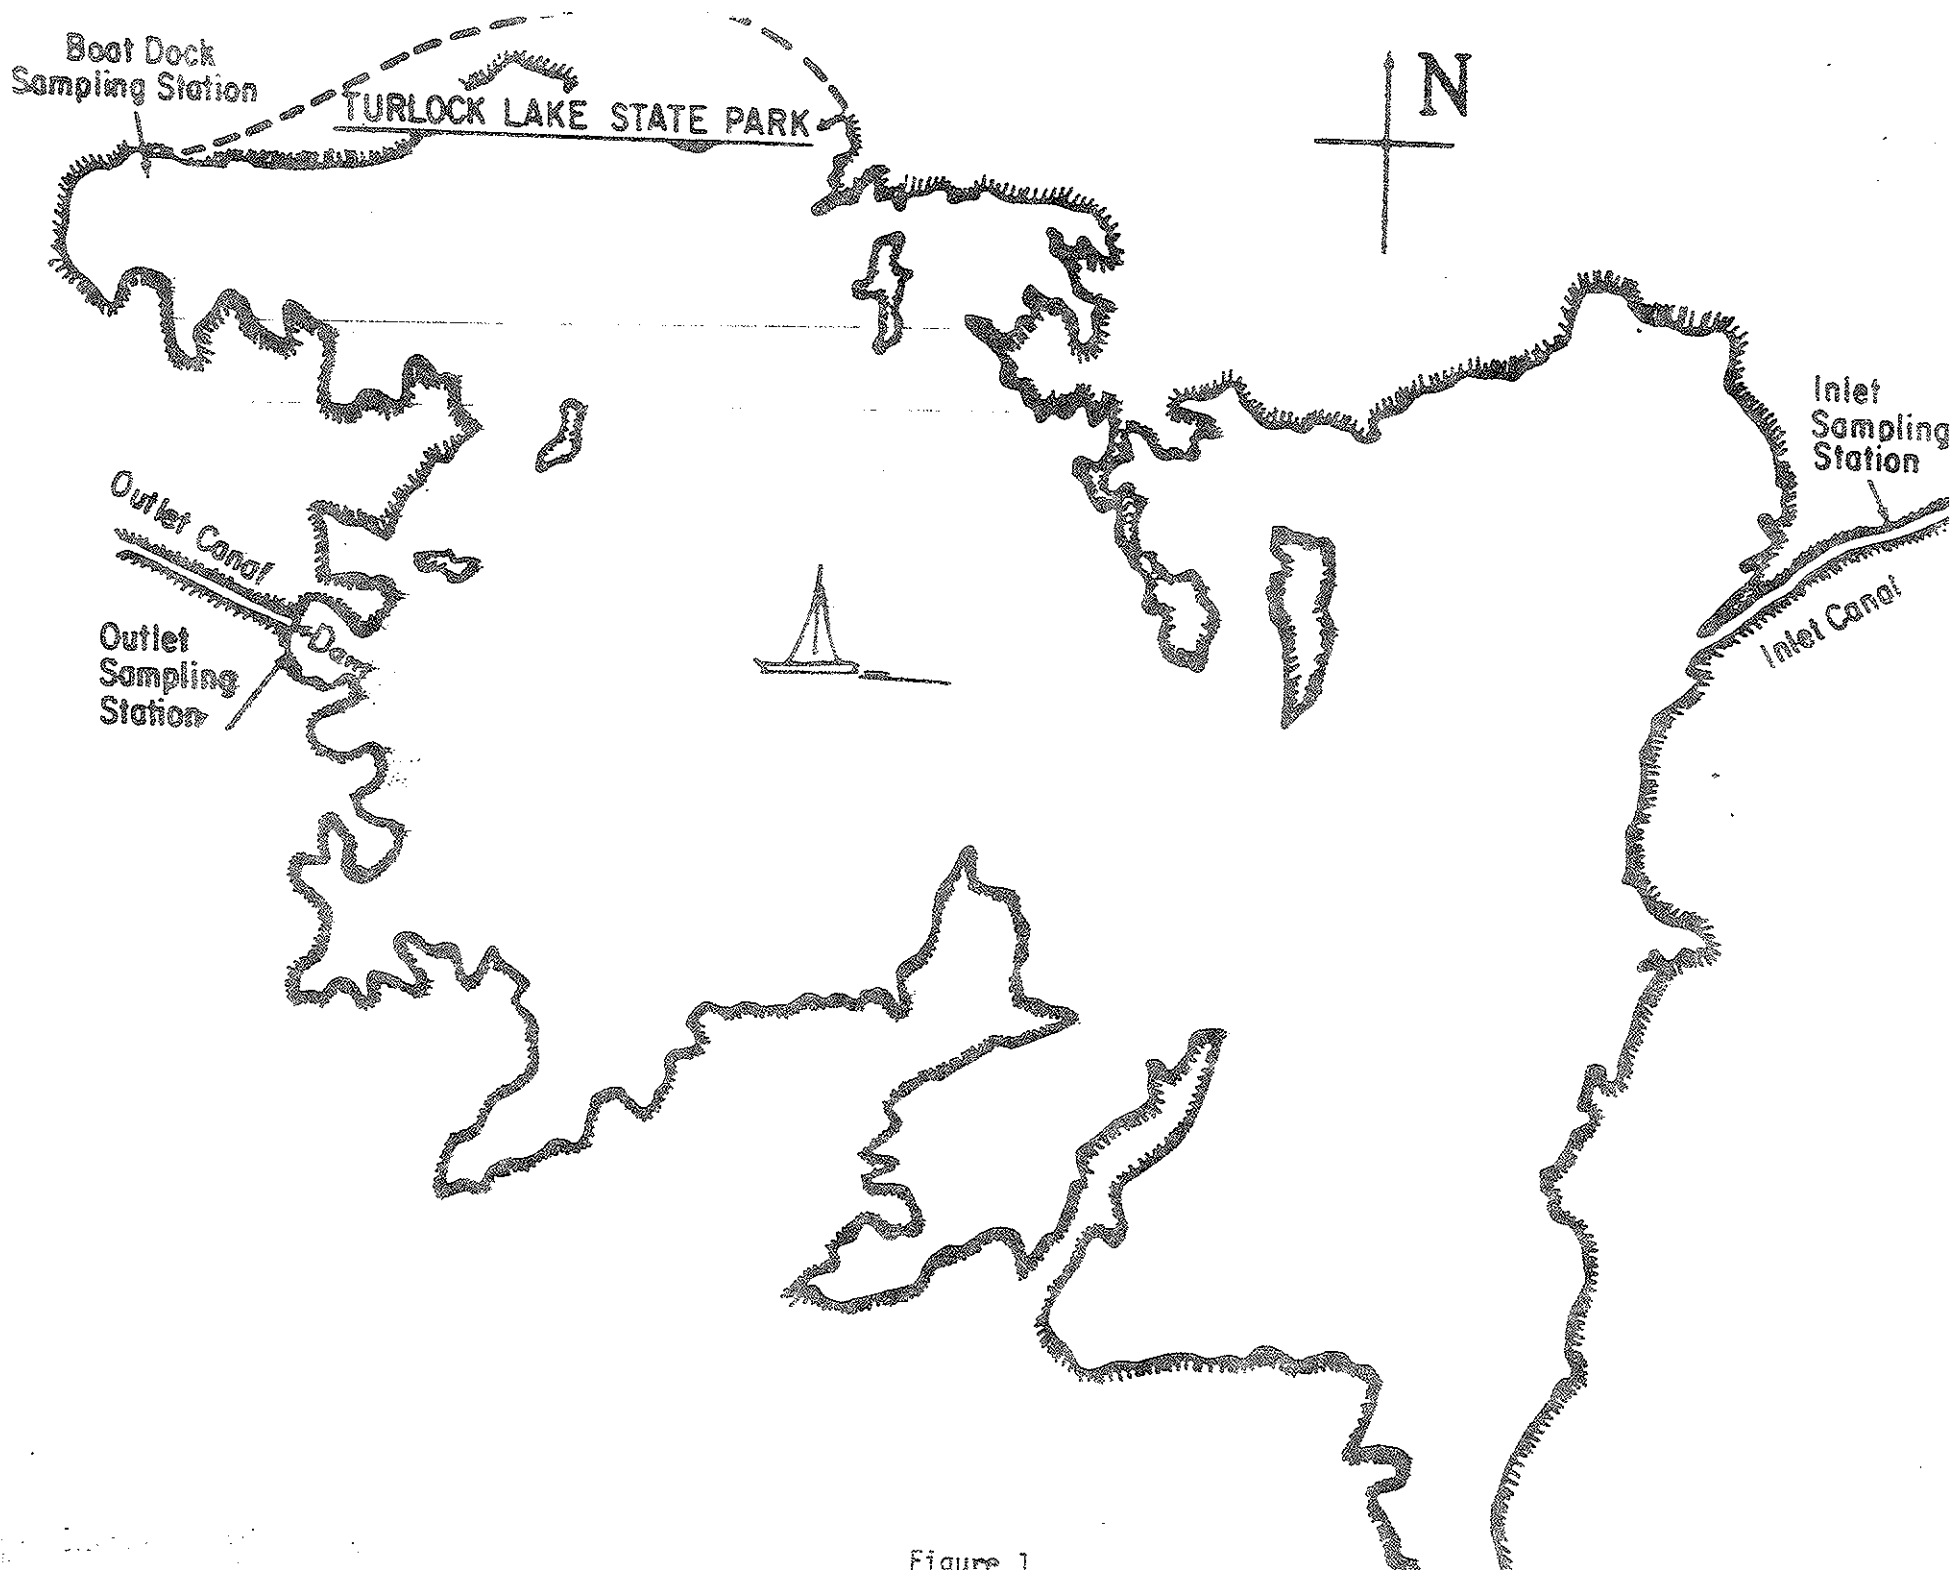 Boat Dock
Sampling Station
TURLOCK LAKE STATE PARK
N
Inlet
Sampling
Station
Outlet Canal
Inlet Canal
Dam
Outlet
Sampling
Station
Figure 1